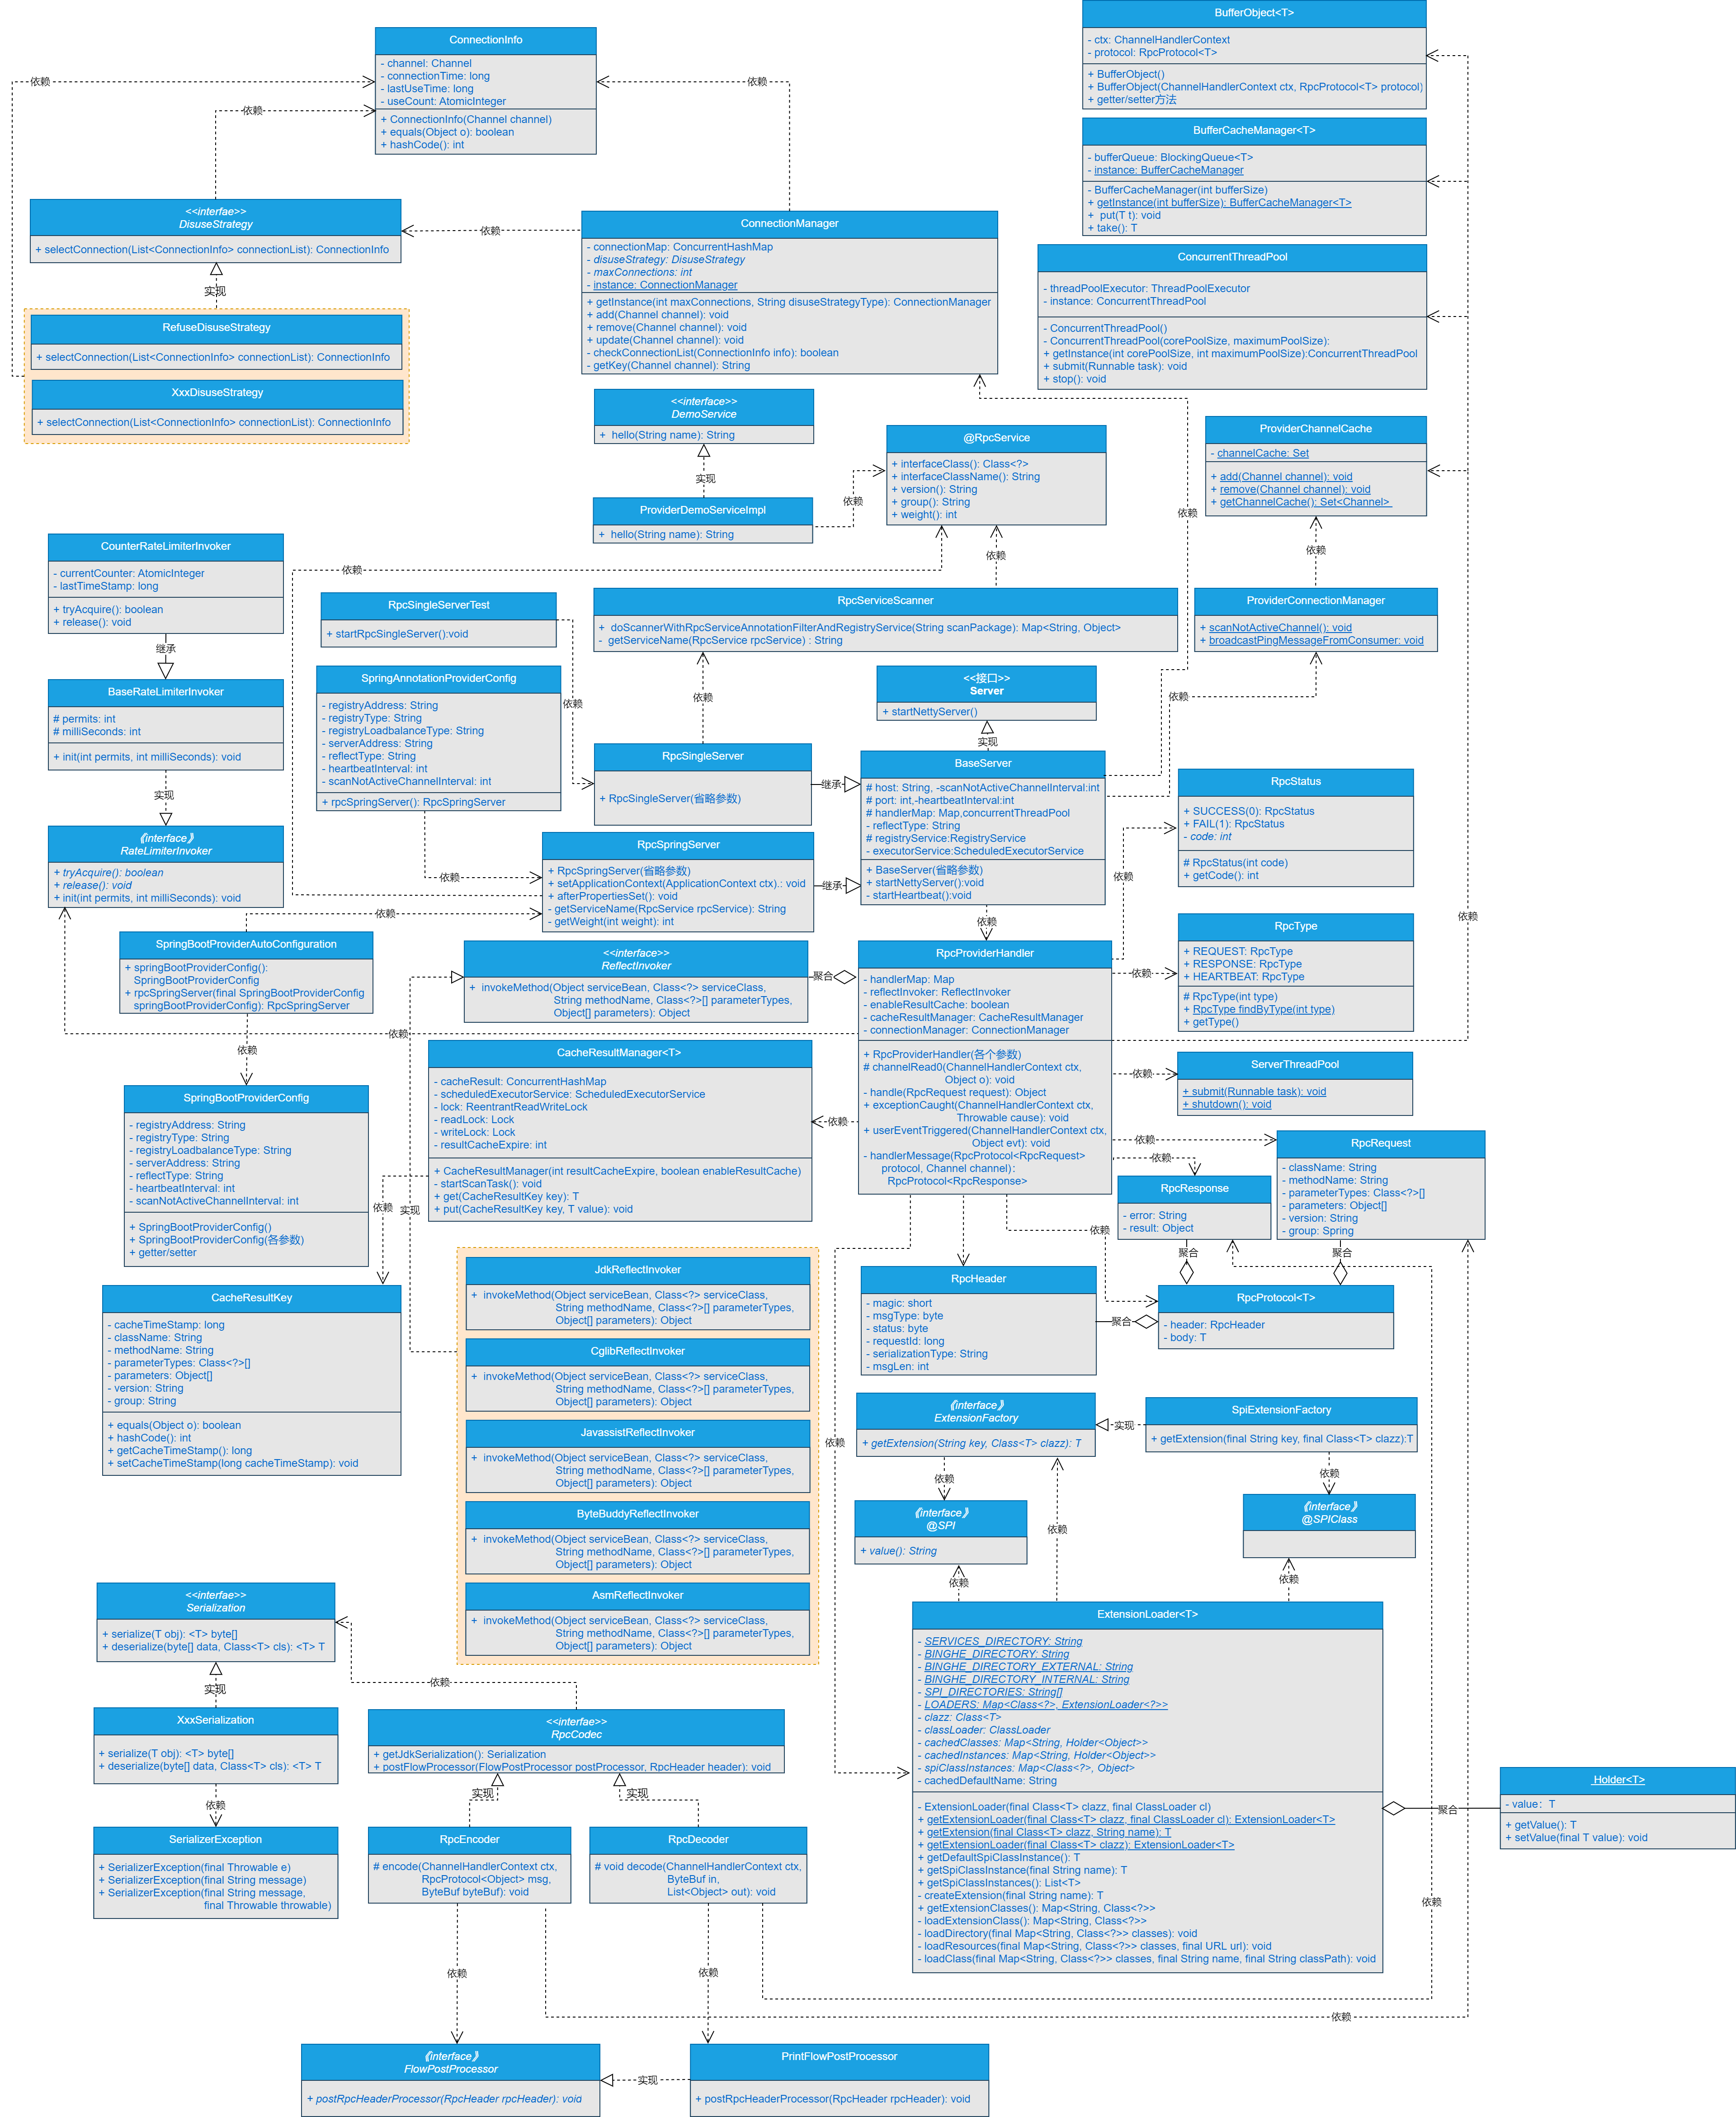 BufferObject<T>
- ctx: ChannelHandlerContext
- protocol: RpcProtocol<T>
+ BufferObject()
+ BufferObject(ChannelHandlerContext ctx, RpcProtocol<T> protocol)
+ getter/setter方法
ConnectionInfo
- channel: Channel
- connectionTime: long
- lastUseTime: long
- useCount: AtomicInteger
+ ConnectionInfo(Channel channel)
+ equals(Object o): boolean
+ hashCode(): int
依赖
依赖
依赖
BufferCacheManager<T>
- bufferQueue: BlockingQueue<T>
- instance: BufferCacheManager
- BufferCacheManager(int bufferSize)
+ getInstance(int bufferSize): BufferCacheManager<T>
+  put(T t): void
+ take(): T
<<interfae>>
DisuseStrategy
+ selectConnection(List<ConnectionInfo> connectionList): ConnectionInfo
依赖
实现
RefuseDisuseStrategy
+ selectConnection(List<ConnectionInfo> connectionList): ConnectionInfo
XxxDisuseStrategy
+ selectConnection(List<ConnectionInfo> connectionList): ConnectionInfo
ConnectionManager
- connectionMap: ConcurrentHashMap
- disuseStrategy: DisuseStrategy
- maxConnections: int
- instance: ConnectionManager
+ getInstance(int maxConnections, String disuseStrategyType): ConnectionManager
+ add(Channel channel): void
+ remove(Channel channel): void
+ update(Channel channel): void
- checkConnectionList(ConnectionInfo info): boolean
- getKey(Channel channel): String
ConcurrentThreadPool
- threadPoolExecutor: ThreadPoolExecutor
- instance: ConcurrentThreadPool
- ConcurrentThreadPool()
- ConcurrentThreadPool(corePoolSize, maximumPoolSize):
+ getInstance(int corePoolSize, int maximumPoolSize):ConcurrentThreadPool
+ submit(Runnable task): void
+ stop(): void
<<interface>>
DemoService
+  hello(String name): String
实现
ProviderDemoServiceImpl
+  hello(String name): String
依赖
@RpcService
+ interfaceClass(): Class<?>
+ interfaceClassName(): String
+ version(): String
+ group(): String
+ weight(): int
依赖
依赖
依赖
ProviderChannelCache
- channelCache: Set
+ add(Channel channel): void
+ remove(Channel channel): void
+ getChannelCache(): Set<Channel>
依赖
ProviderConnectionManager
+ scanNotActiveChannel(): void
+ broadcastPingMessageFromConsumer: void
依赖
CounterRateLimiterInvoker
- currentCounter: AtomicInteger
- lastTimeStamp: long
+ tryAcquire(): boolean
+ release(): void
继承
BaseRateLimiterInvoker
# permits: int
# milliSeconds: int
+ init(int permits, int milliSeconds): void
实现
《interface》
RateLimiterInvoker
+ tryAcquire(): boolean
+ release(): void
+ init(int permits, int milliSeconds): void
RpcSingleServerTest
+ startRpcSingleServer():void
依赖
RpcServiceScanner
+  doScannerWithRpcServiceAnnotationFilterAndRegistryService(String scanPackage): Map<String, Object>
-  getServiceName(RpcService rpcService) : String
依赖
SpringAnnotationProviderConfig
- registryAddress: String
- registryType: String
- registryLoadbalanceType: String
- serverAddress: String
- reflectType: String
- heartbeatInterval: int
- scanNotActiveChannelInterval: int
+ rpcSpringServer(): RpcSpringServer
依赖
<<接口>>
Server
+ startNettyServer()
实现
RpcSingleServer
+ RpcSingleServer(省略参数)
继承
BaseServer
# host: String, -scanNotActiveChannelInterval:int
# port: int,-heartbeatInterval:int
# handlerMap: Map,concurrentThreadPool
- reflectType: String
# registryService:RegistryService
- executorService:ScheduledExecutorService
+ BaseServer(省略参数)
+ startNettyServer():void
- startHeartbeat():void
依赖
RpcSpringServer
+ RpcSpringServer(省略参数)
+ setApplicationContext(ApplicationContext ctx).: void
+ afterPropertiesSet(): void
- getServiceName(RpcService rpcService): String
- getWeight(int weight): int
继承
RpcStatus
+ SUCCESS(0): RpcStatus
+ FAIL(1): RpcStatus
- code: int
# RpcStatus(int code)
+ getCode(): int
依赖
RpcType
+ REQUEST: RpcType
+ RESPONSE: RpcType
+ HEARTBEAT: RpcType
# RpcType(int type)
+ RpcType findByType(int type)
+ getType()
依赖
依赖
依赖
SpringBootProviderAutoConfiguration
+ springBootProviderConfig():
SpringBootProviderConfig
+ rpcSpringServer(final SpringBootProviderConfig
springBootProviderConfig): RpcSpringServer
依赖
<<interface>>
ReflectInvoker
+  invokeMethod(Object serviceBean, Class<?> serviceClass,
String methodName, Class<?>[] parameterTypes,
Object[] parameters): Object
聚合
RpcProviderHandler
- handlerMap: Map
- reflectInvoker: ReflectInvoker
- enableResultCache: boolean
- cacheResultManager: CacheResultManager
- connectionManager: ConnectionManager
+ RpcProviderHandler(各个参数)
# channelRead0(ChannelHandlerContext ctx,
Object o): void
- handle(RpcRequest request): Object
+ exceptionCaught(ChannelHandlerContext ctx,
Throwable cause): void
+ userEventTriggered(ChannelHandlerContext ctx,
Object evt): void
- handleMessage(RpcProtocol<RpcRequest>
protocol, Channel channel):
RpcProtocol<RpcResponse>
依赖
依赖
ServerThreadPool
+ submit(Runnable task): void
+ shutdown(): void
依赖
SpringBootProviderConfig
- registryAddress: String
- registryType: String
- registryLoadbalanceType: String
- serverAddress: String
- reflectType: String
- heartbeatInterval: int
- scanNotActiveChannelInterval: int
+ SpringBootProviderConfig()
+ SpringBootProviderConfig(各参数)
+ getter/setter
CacheResultManager<T>
- cacheResult: ConcurrentHashMap
- scheduledExecutorService: ScheduledExecutorService
- lock: ReentrantReadWriteLock
- readLock: Lock
- writeLock: Lock
- resultCacheExpire: int
+ CacheResultManager(int resultCacheExpire, boolean enableResultCache)
- startScanTask(): void
+ get(CacheResultKey key): T
+ put(CacheResultKey key, T value): void
依赖
实现
RpcRequest
- className: String
- methodName: String
- parameterTypes: Class<?>[]
- parameters: Object[]
- version: String
- group: Spring
依赖
依赖
RpcResponse
- error: String
- result: Object
依赖
聚合
聚合
CacheResultKey
- cacheTimeStamp: long
- className: String
- methodName: String
- parameterTypes: Class<?>[]
- parameters: Object[]
- version: String
- group: String
+ equals(Object o): boolean
+ hashCode(): int
+ getCacheTimeStamp(): long
+ setCacheTimeStamp(long cacheTimeStamp): void
JdkReflectInvoker
+  invokeMethod(Object serviceBean, Class<?> serviceClass,
String methodName, Class<?>[] parameterTypes,
Object[] parameters): Object
CglibReflectInvoker
+  invokeMethod(Object serviceBean, Class<?> serviceClass,
String methodName, Class<?>[] parameterTypes,
Object[] parameters): Object
JavassistReflectInvoker
+  invokeMethod(Object serviceBean, Class<?> serviceClass,
String methodName, Class<?>[] parameterTypes,
Object[] parameters): Object
ByteBuddyReflectInvoker
+  invokeMethod(Object serviceBean, Class<?> serviceClass,
String methodName, Class<?>[] parameterTypes,
Object[] parameters): Object
AsmReflectInvoker
+  invokeMethod(Object serviceBean, Class<?> serviceClass,
String methodName, Class<?>[] parameterTypes,
Object[] parameters): Object
RpcHeader
- magic: short
- msgType: byte
- status: byte
- requestId: long
- serializationType: String
- msgLen: int
聚合
RpcProtocol<T>
- header: RpcHeader
- body: T
《interface》
ExtensionFactory
+ getExtension(String key, Class<T> clazz): T
实现
SpiExtensionFactory
+ getExtension(final String key, final Class<T> clazz):T
依赖
依赖
依赖
《interface》
@SPI
+ value(): String
《interface》
@SPIClass
依赖
依赖
依赖
ExtensionLoader<T>
- SERVICES_DIRECTORY: String
- BINGHE_DIRECTORY: String
- BINGHE_DIRECTORY_EXTERNAL: String
- BINGHE_DIRECTORY_INTERNAL: String
- SPI_DIRECTORIES: String[]
- LOADERS: Map<Class<?>, ExtensionLoader<?>>
- clazz: Class<T>
- classLoader: ClassLoader
- cachedClasses: Map<String, Holder<Object>>
- cachedInstances: Map<String, Holder<Object>>
- spiClassInstances: Map<Class<?>, Object>
- cachedDefaultName: String
- ExtensionLoader(final Class<T> clazz, final ClassLoader cl)
+ getExtensionLoader(final Class<T> clazz, final ClassLoader cl): ExtensionLoader<T>
+ getExtension(final Class<T> clazz, String name): T
+ getExtensionLoader(final Class<T> clazz): ExtensionLoader<T>
+ getDefaultSpiClassInstance(): T
+ getSpiClassInstance(final String name): T
+ getSpiClassInstances(): List<T>
- createExtension(final String name): T
+ getExtensionClasses(): Map<String, Class<?>>
- loadExtensionClass(): Map<String, Class<?>>
- loadDirectory(final Map<String, Class<?>> classes): void
- loadResources(final Map<String, Class<?>> classes, final URL url): void
- loadClass(final Map<String, Class<?>> classes, final String name, final String classPath): void
聚合
Holder<T>
- value：T
+ getValue(): T
+ setValue(final T value): void
<<interfae>>
Serialization
+ serialize(T obj): <T> byte[]
+ deserialize(byte[] data, Class<T> cls): <T> T
实现
依赖
XxxSerialization
+ serialize(T obj): <T> byte[]
+ deserialize(byte[] data, Class<T> cls): <T> T
依赖
SerializerException
+ SerializerException(final Throwable e)
+ SerializerException(final String message)
+ SerializerException(final String message,
final Throwable throwable)
<<interfae>>
RpcCodec
+ getJdkSerialization(): Serialization
+ postFlowProcessor(FlowPostProcessor postProcessor, RpcHeader header): void
实现
实现
RpcEncoder
# encode(ChannelHandlerContext ctx,
RpcProtocol<Object> msg,
ByteBuf byteBuf): void
RpcDecoder
# void decode(ChannelHandlerContext ctx,
ByteBuf in,
List<Object> out): void
依赖
依赖
依赖
依赖
《interface》
FlowPostProcessor
+ postRpcHeaderProcessor(RpcHeader rpcHeader): void
实现
PrintFlowPostProcessor
+ postRpcHeaderProcessor(RpcHeader rpcHeader): void